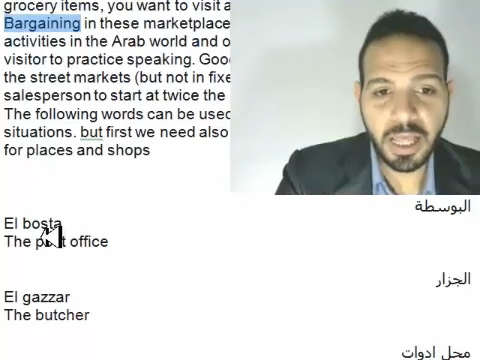 grocery items, you want to visit a
Bargaining in these marketplace
activities in the Arab world and o
visitor to practice speaking. Goo
the street markets (but not in fixe
salesperson to start at twice the
The following words can be used
situations. but first we need also
for places and shops
البوسطة
El bosta
The post office
الجزار
El gazzar
The butcher
محل ادوات